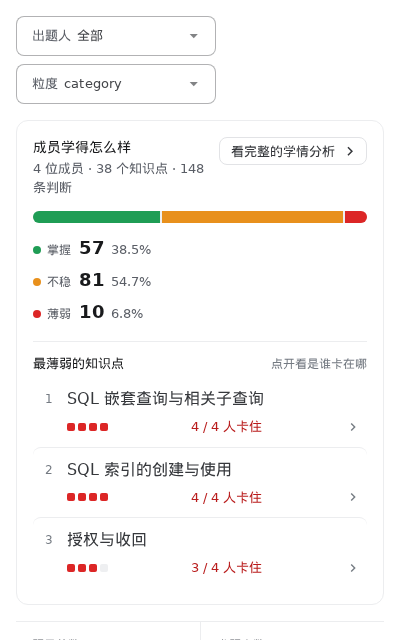 出题人 全部
粒度 category
成员学得怎么样
看完整的学情分析
4 位成员 · 38 个知识点 · 148
条判断
掌握 57 38.5%
不稳 81 54.7%
薄弱 10 6.8%
最薄弱的知识点
点开看是谁卡在哪
1 SQL 嵌套查询与相关子查询
4 / 4 人卡住
2 SQL 索引的创建与使用
4 / 4 人卡住
3 授权与收回
3 / 4 人卡住